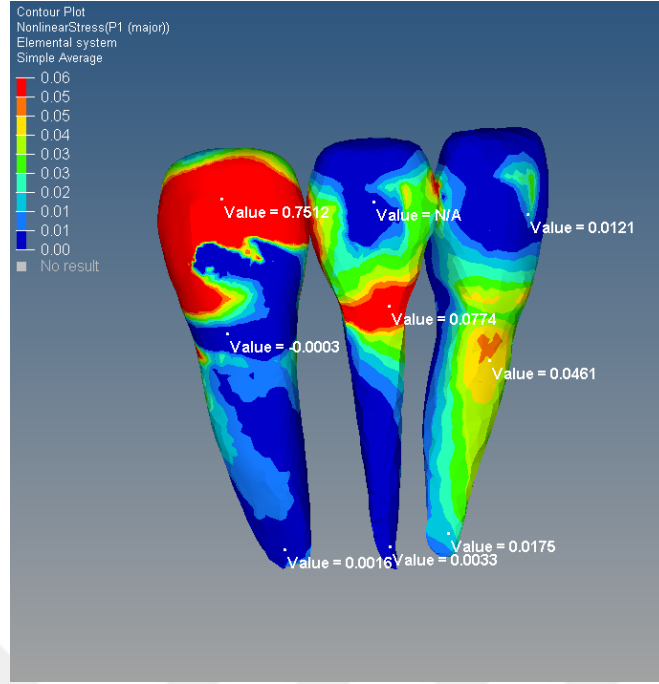 Contour Plot
NonlinearStress(P1 (major))
Elemental system
Simple Average
0.06
0.05
0.05
0.04
0.03
0.03
0.02
0.01
0.01
0.00
No result
Value = 0.7512
Value = N/A
Value = 0.0121
Value = 0.0774
Value = -0.0003
Value = 0.0461
Value = 0.0175
Value = 0.0016
Value = 0.0033